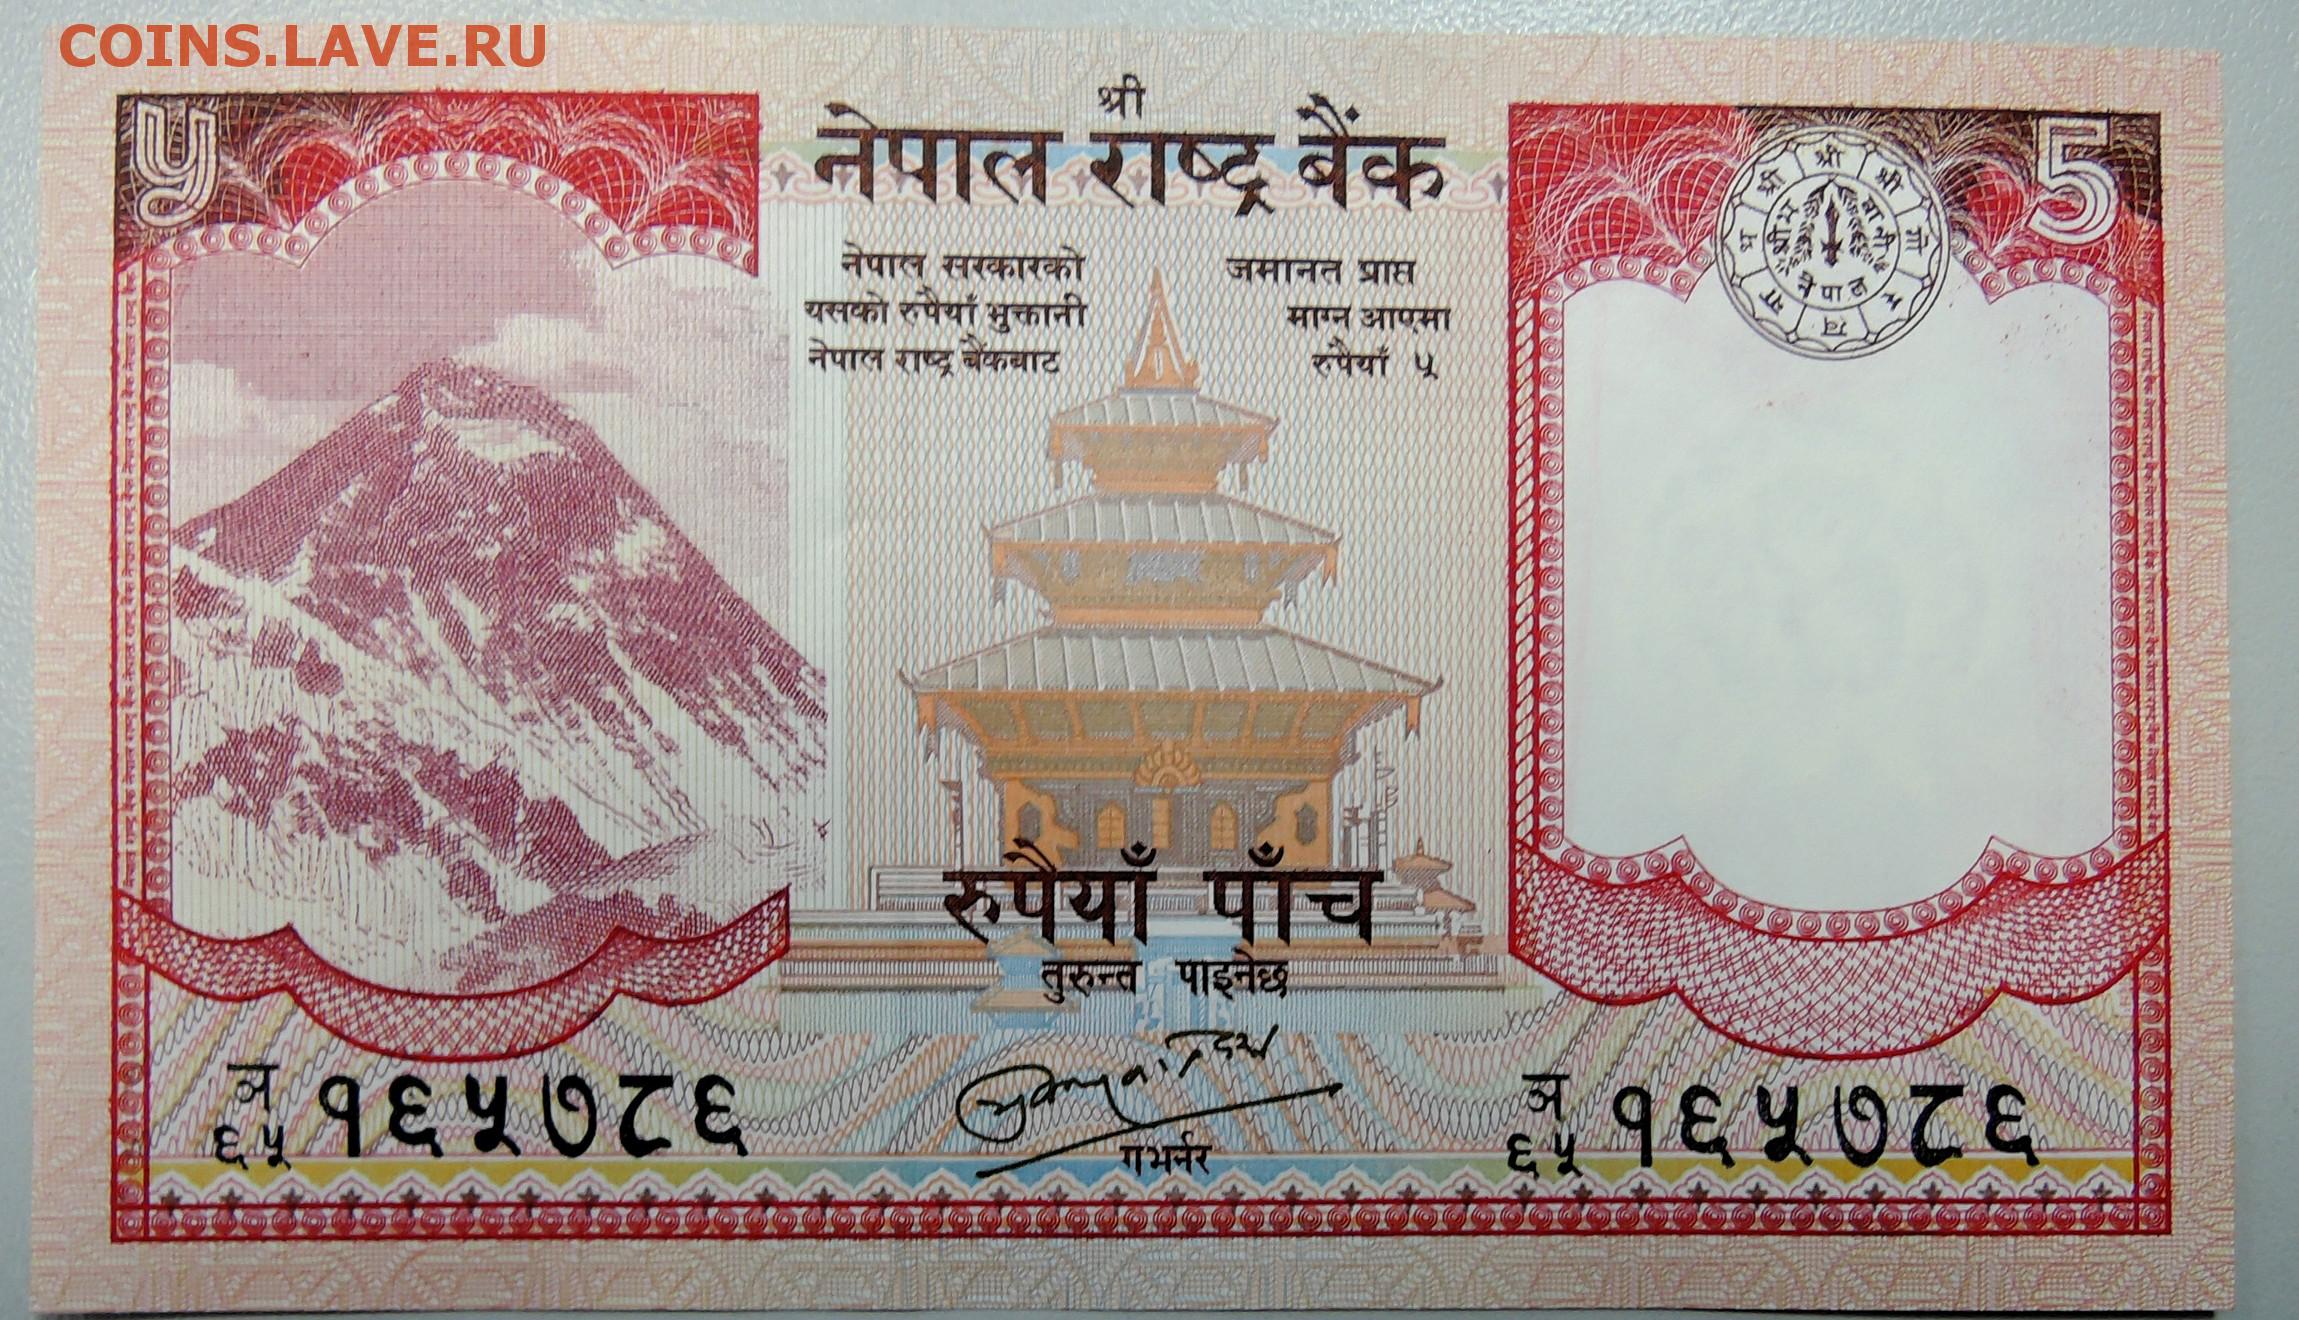 COINS.LAVE.RU
५
श्री
नेपाल राष्ट्र बैंक
5
नेपाल सरकारको जमानत प्राप्त
यसको रुपैयाँ भुक्तानी माग्न आएमा
नेपाल राष्ट्र बैंकबाट रुपैयाँ ५
रुपैयाँ पाँच
तुरुन्त पाइनेछ
गभर्नर
ञ
६५ १६५७८६
ञ
६५ १६५७८६